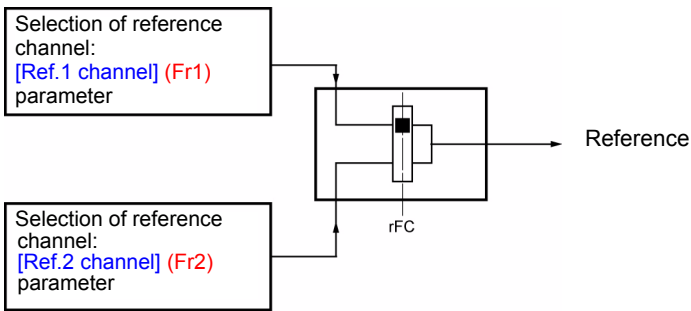 Selection of reference
channel:
[Ref.1 channel] (Fr1)
parameter
Reference
rFC
Selection of reference
channel:
[Ref.2 channel] (Fr2)
parameter